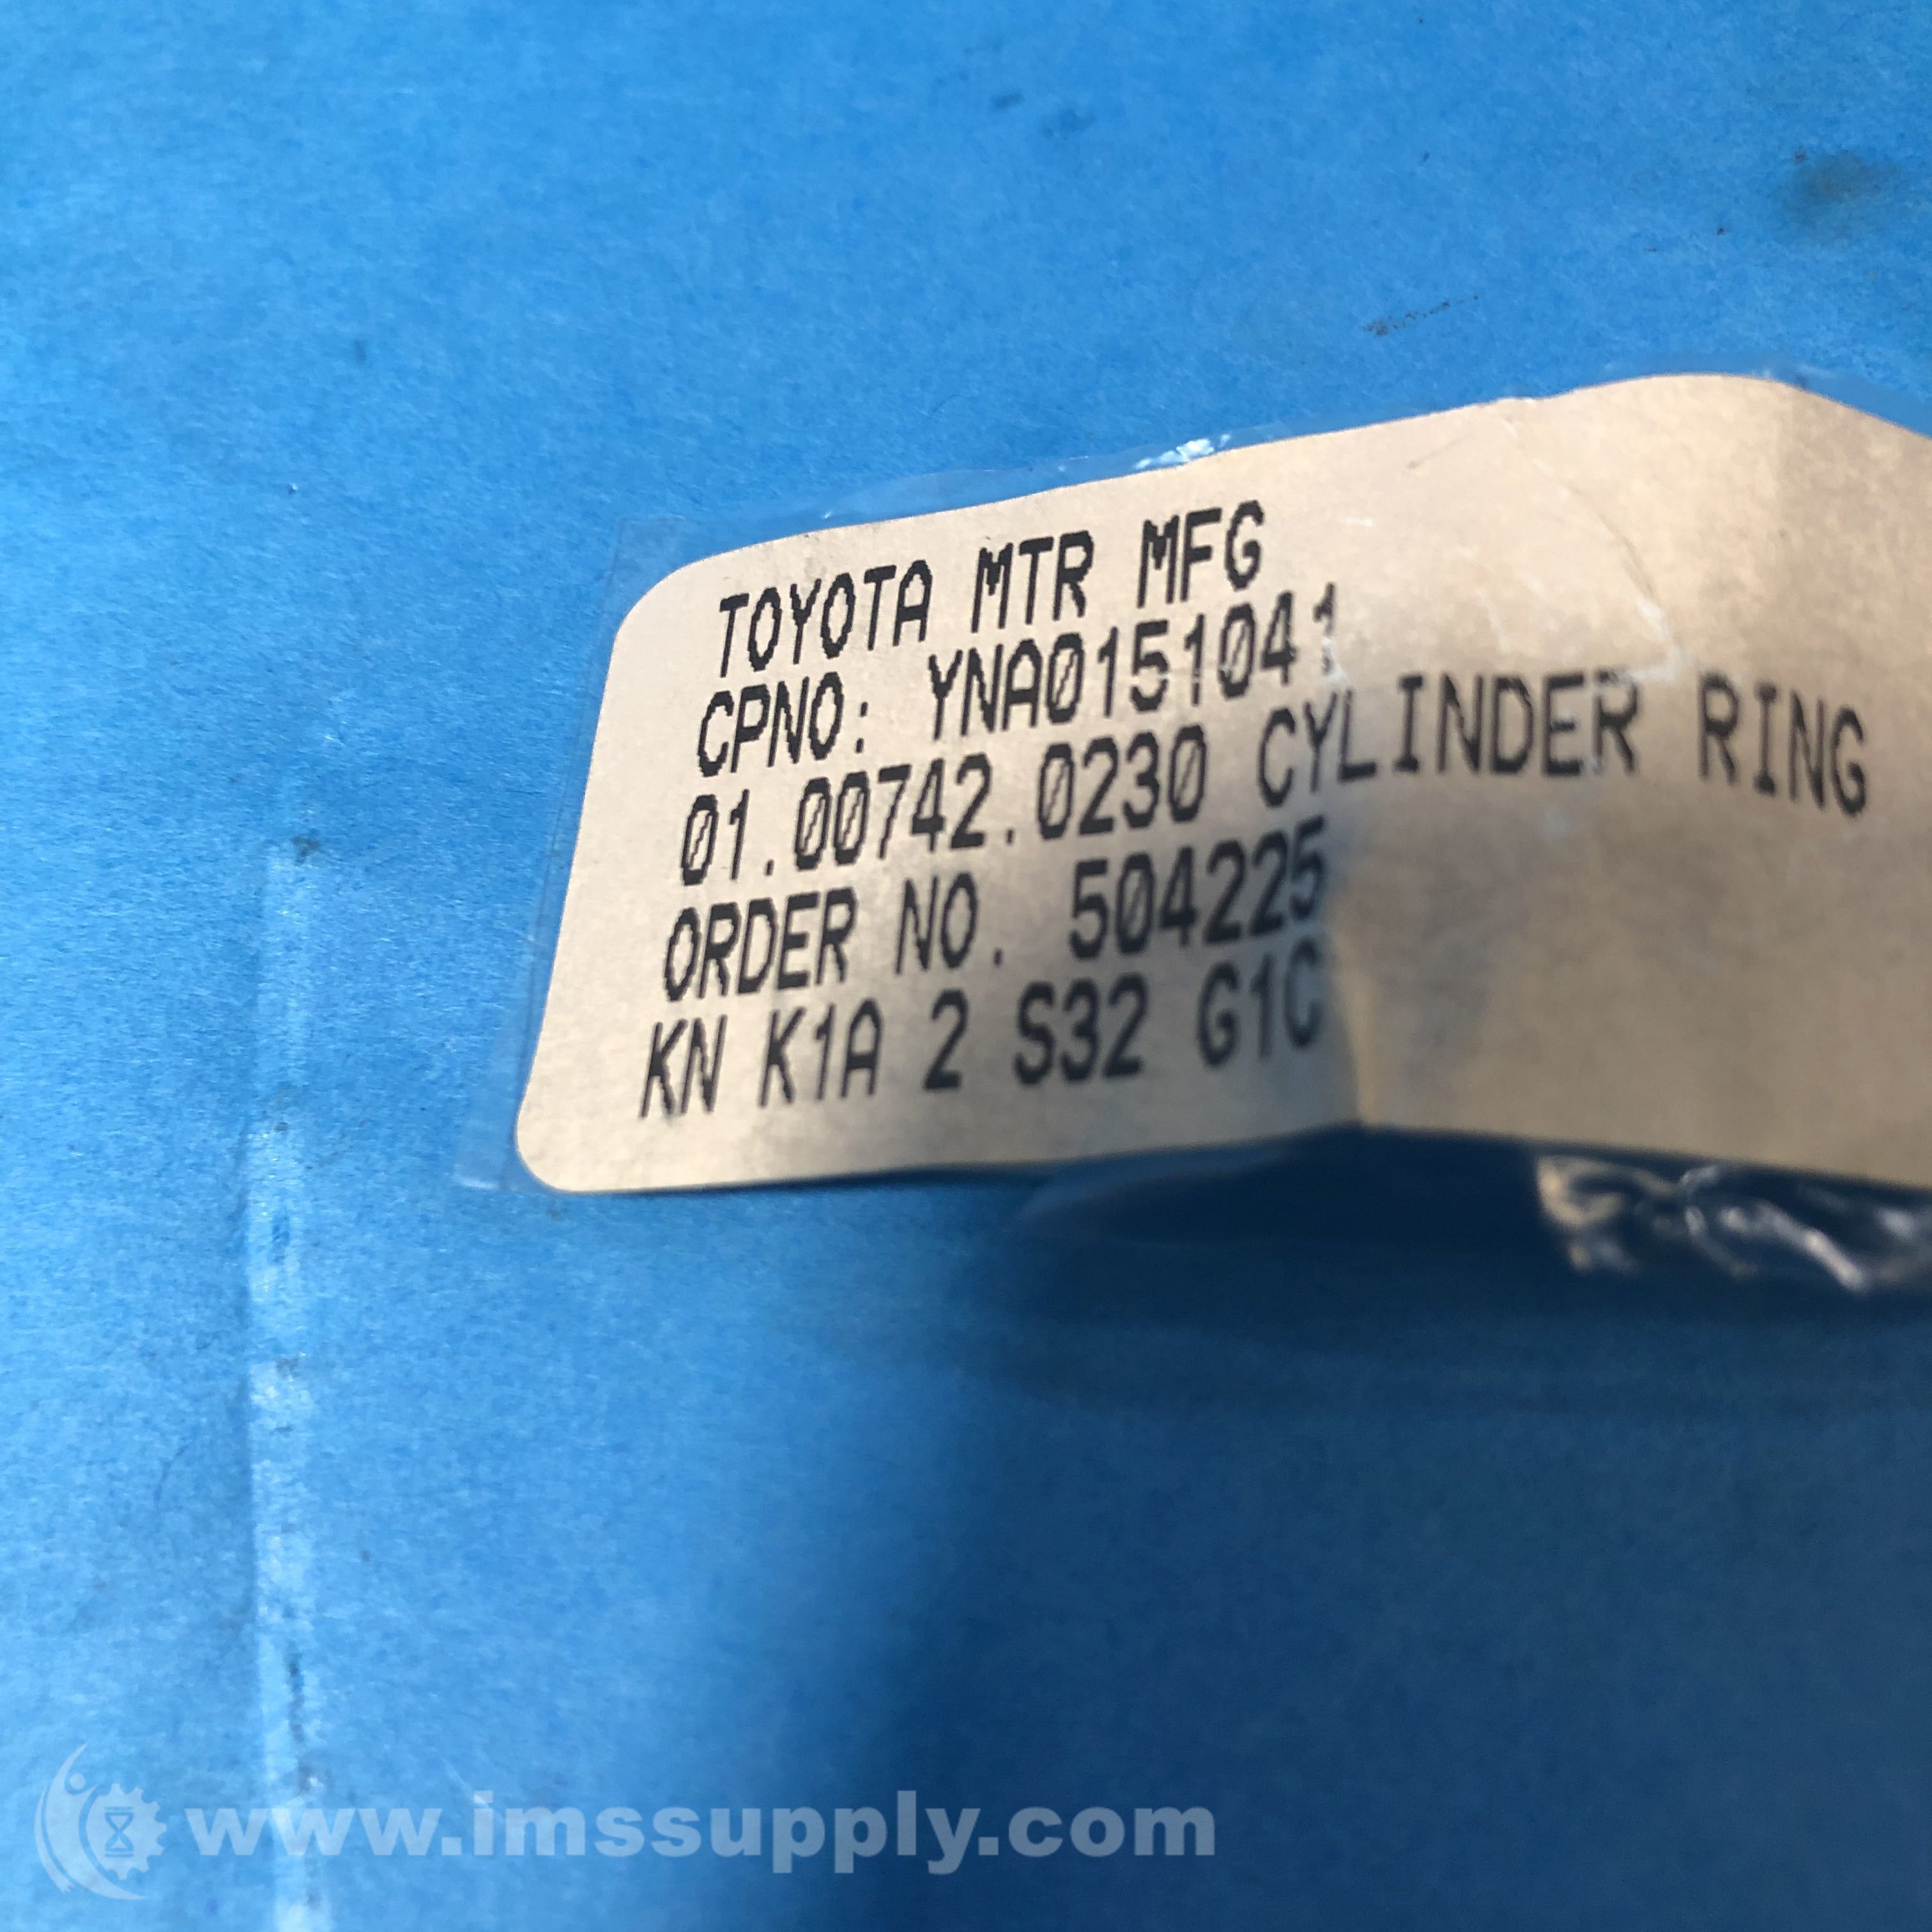 TOYOTA MTR MFG
CPNO: YNA0151041
01.00742.0230 CYLINDER RING
ORDER NO. 504225
KN K1A 2 S32 G1C
www.imssupply.com